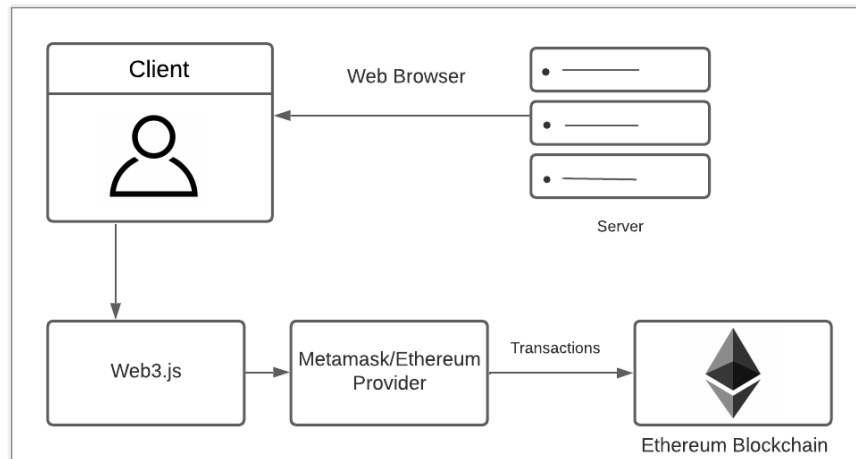 Client
Web Browser
Server
Web3.js
Metamask/Ethereum
Provider
Transactions
Ethereum Blockchain